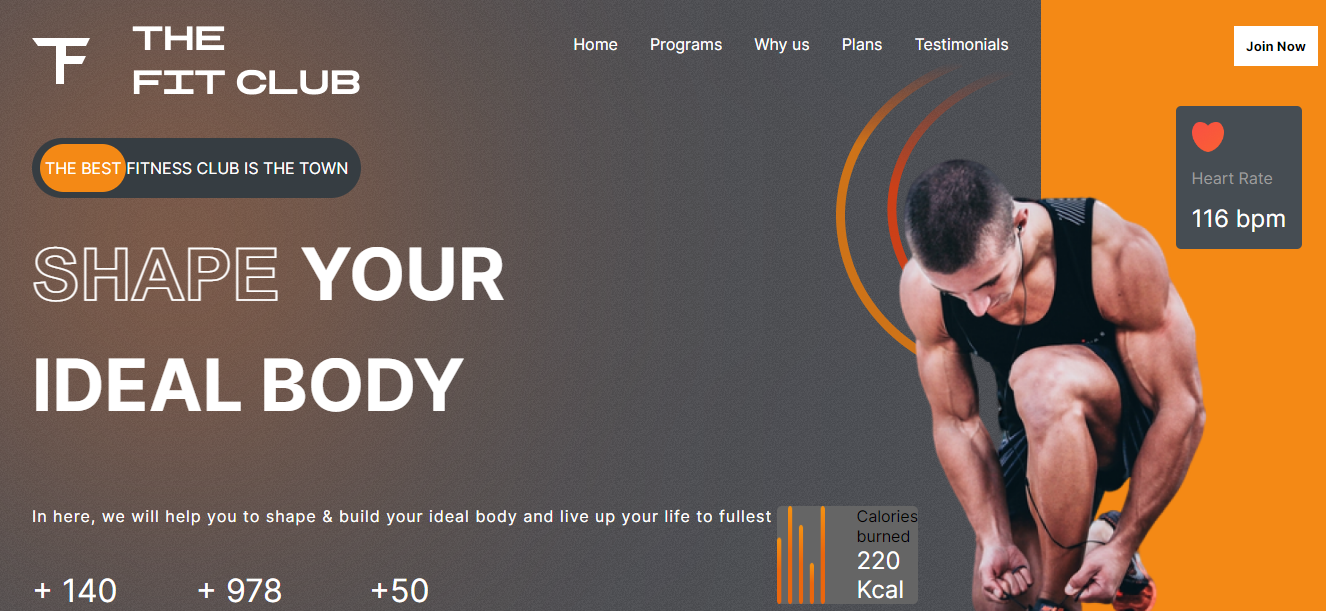 THE
FIT CLUB
Home Programs Why us Plans Testimonials
Join Now
THE BEST FITNESS CLUB IS THE TOWN
Heart Rate
116 bpm
SHAPE YOUR
IDEAL BODY
In here, we will help you to shape & build your ideal body and live up your life to fullest
Calories
burned
220
Kcal
+ 140 + 978 +50